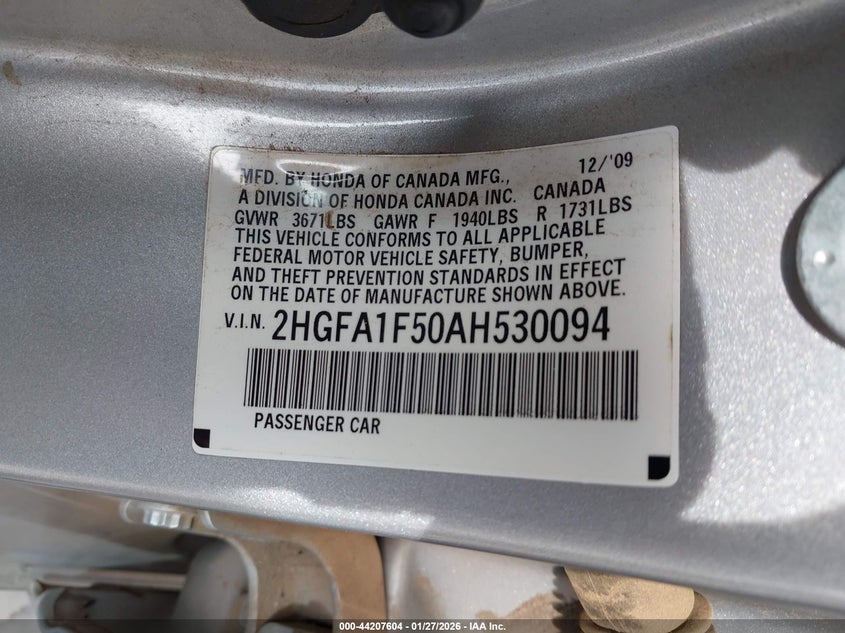 12/'09
MFD. BY HONDA OF CANADA MFG.,
A DIVISION OF HONDA CANADA INC. CANADA
GVWR 3671LBS GAWR F 1940LBS R 1731LBS
THIS VEHICLE CONFORMS TO ALL APPLICABLE
FEDERAL MOTOR VEHICLE SAFETY, BUMPER,
AND THEFT PREVENTION STANDARDS IN EFFECT
ON THE DATE OF MANUFACTURE SHOWN ABOVE.
V.I.N. 2HGFA1F50AH530094
PASSENGER CAR
000-44207604 | 01/27/2026 - IAA Inc.